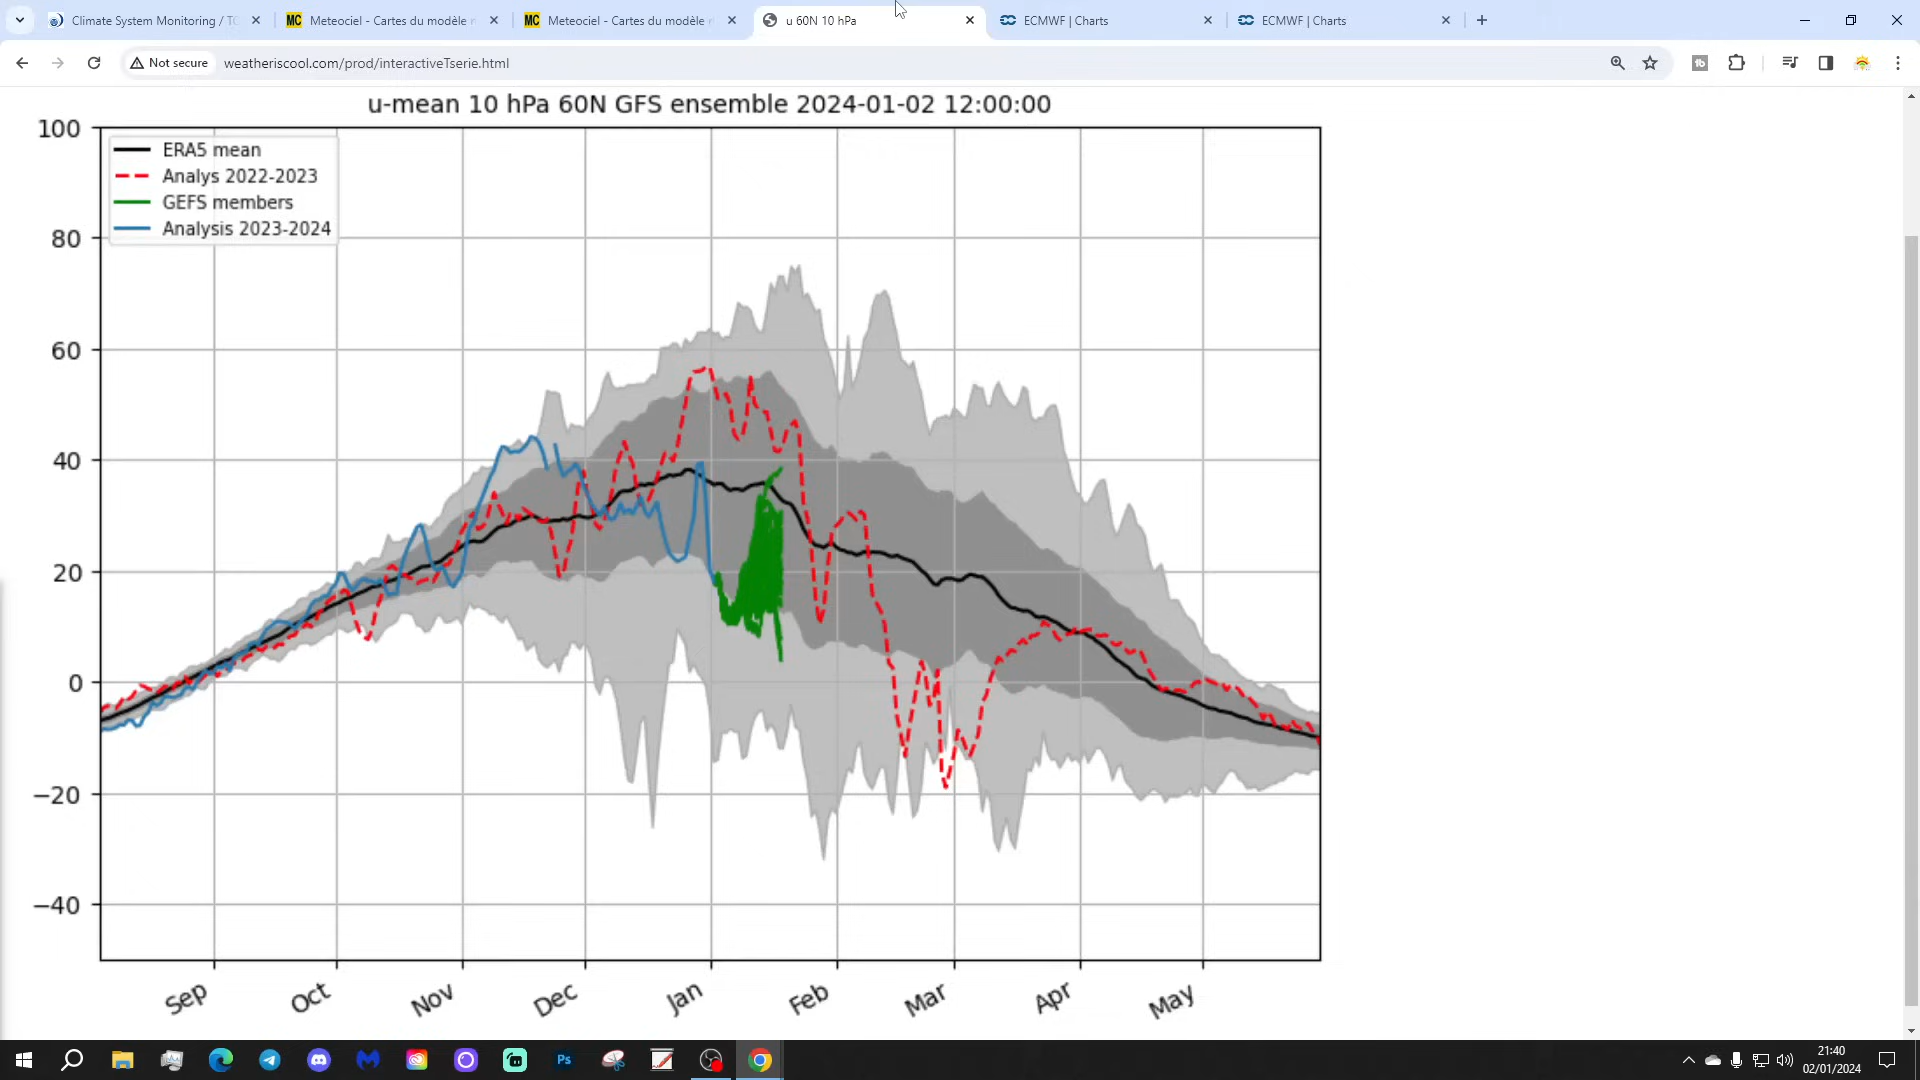 Climate System Monitoring / TC
MC Meteociel - Cartes du modèle n
MC Meteociel - Cartes du modèle n
u 60N 10 hPa
ECMWF | Charts
ECMWF | Charts
Not secure weatheriscool.com/prod/interactiveTserie.html
u-mean 10 hPa 60N GFS ensemble 2024-01-02 12:00:00
ERA5 mean
Analys 2022-2023
GEFS members
Analysis 2023-2024
100
80
60
40
20
0
−20
−40
Sep Oct Nov Dec Jan Feb Mar Apr May
Ps
21:40
02/01/2024